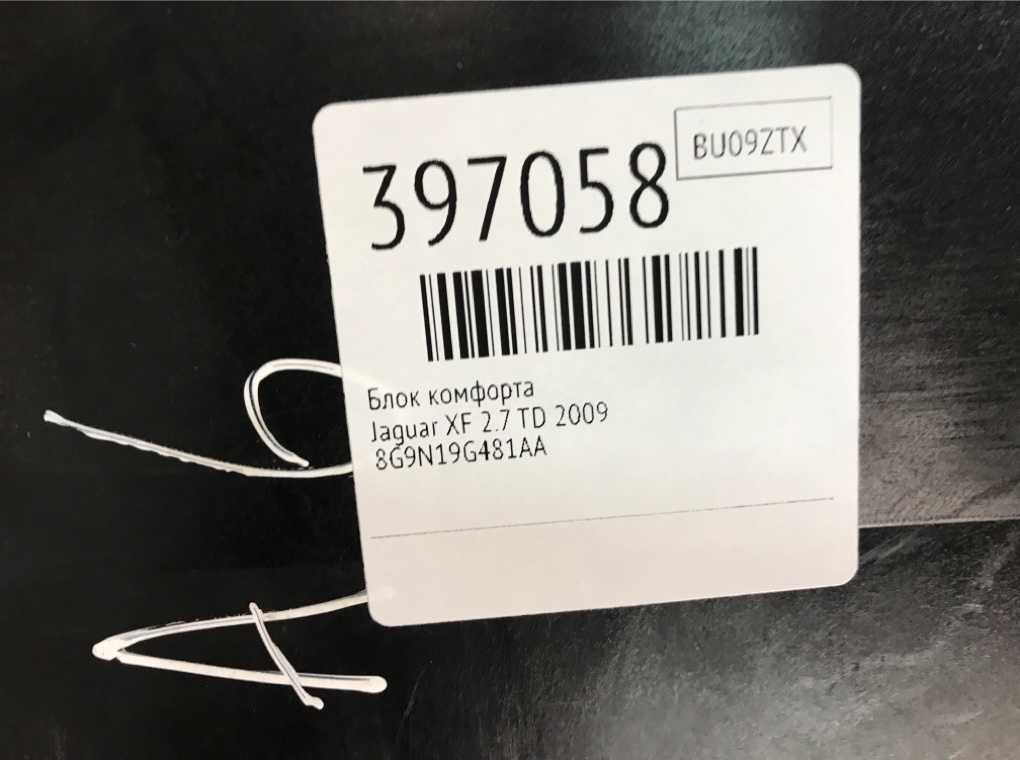 397058
BU09ZTX
Блок комфорта
Jaguar XF 2.7 TD 2009
8G9N19G481AA